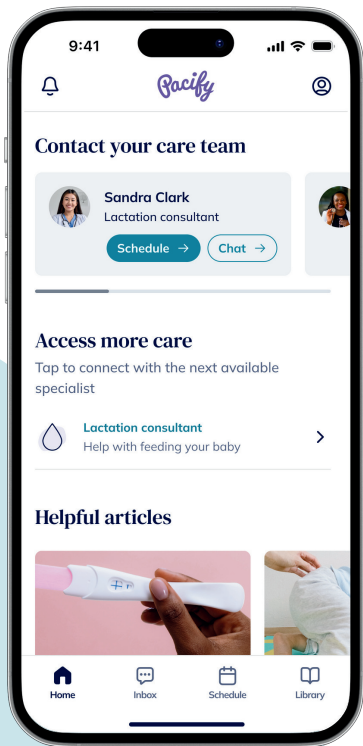 9:41
Pacify
Contact your care team
Sandra Clark
Lactation consultant
Schedule →
Chat →
Access more care
Tap to connect with the next available
specialist
Lactation consultant
Help with feeding your baby
Helpful articles
Home
Inbox
Schedule
Library